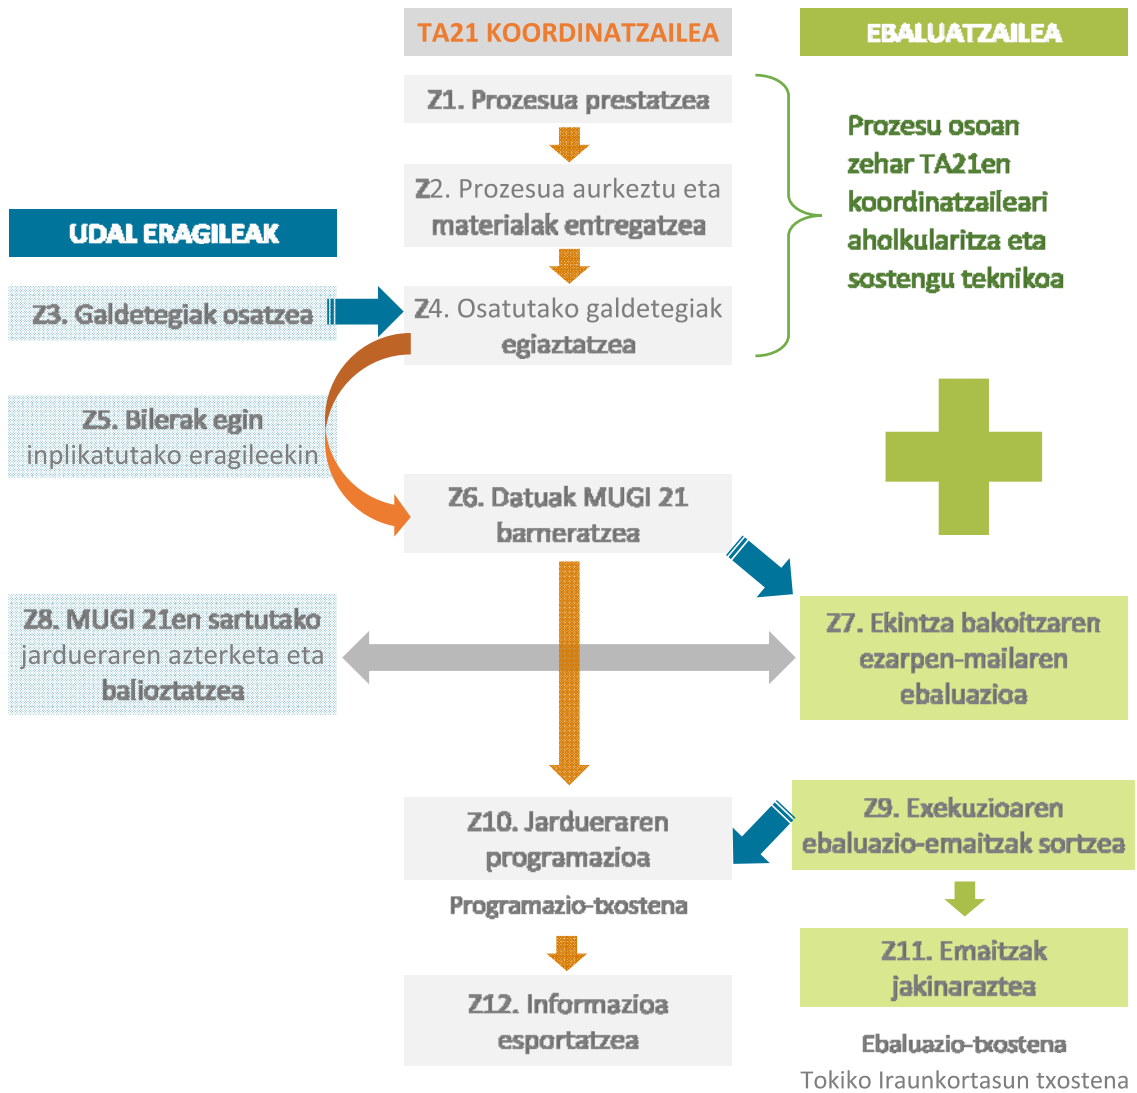 TA21 KOORDINATZAILEA
EBALUATZAILEA
Z1. Prozesua prestatzea
Prozesu osoan
zehar TA21en
koordinatzaileari
aholkularitza eta
sostengu teknikoa
Z2. Prozesua aurkeztu eta
materialak entregatzea
UDAL ERAGILEAK
Z3. Galdetegiak osatzea
Z4. Osatutako galdetegiak
egiaztatzea
Z5. Bilerak egin
inplikatutako eragileekin
Z6. Datuak MUGI 21
barneratzea
Z8. MUGI 21en sartutako
jardueraren azterketa eta
balioztatzea
Z7. Ekintza bakoitzaren
ezarpen-mailaren
ebaluazioa
Z10. Jardueraren
programazioa
Programazio-txostena
Z9. Exekuzioaren
ebaluazio-emaitzak sortzea
Z11. Emaitzak
jakinaraztea
Z12. Informazioa
esportatzea
Ebaluazio-txostena
Tokiko Iraunkortasun txostena